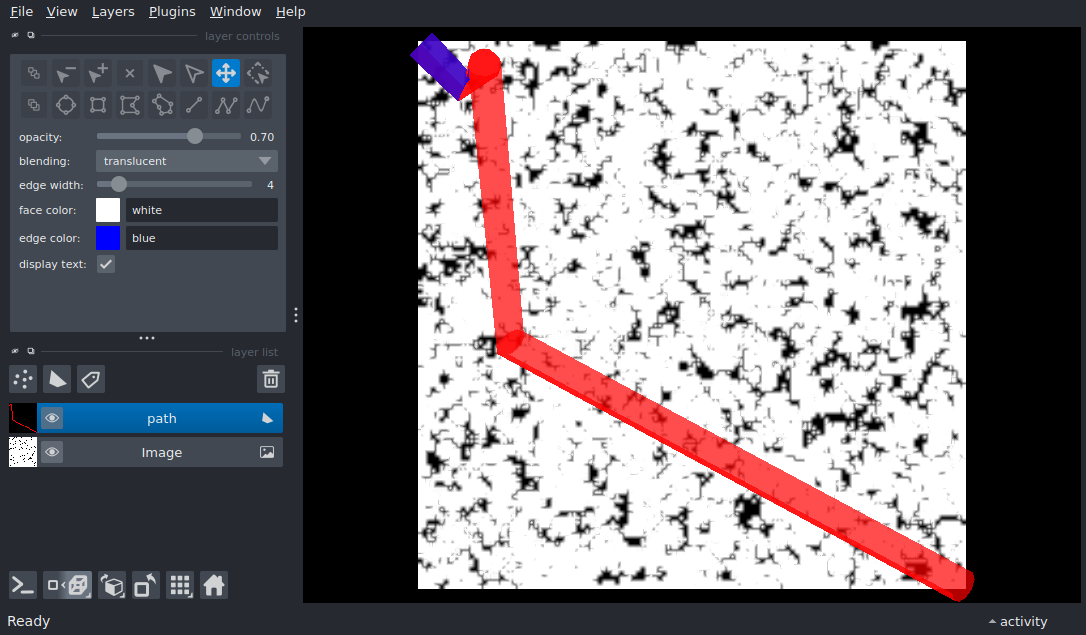 File View Layers Plugins Window Help
layer controls
opacity: 0.70
blending: translucent
edge width: 4
face color: white
edge color: blue
display text:
layer list
path
Image
Ready
activity